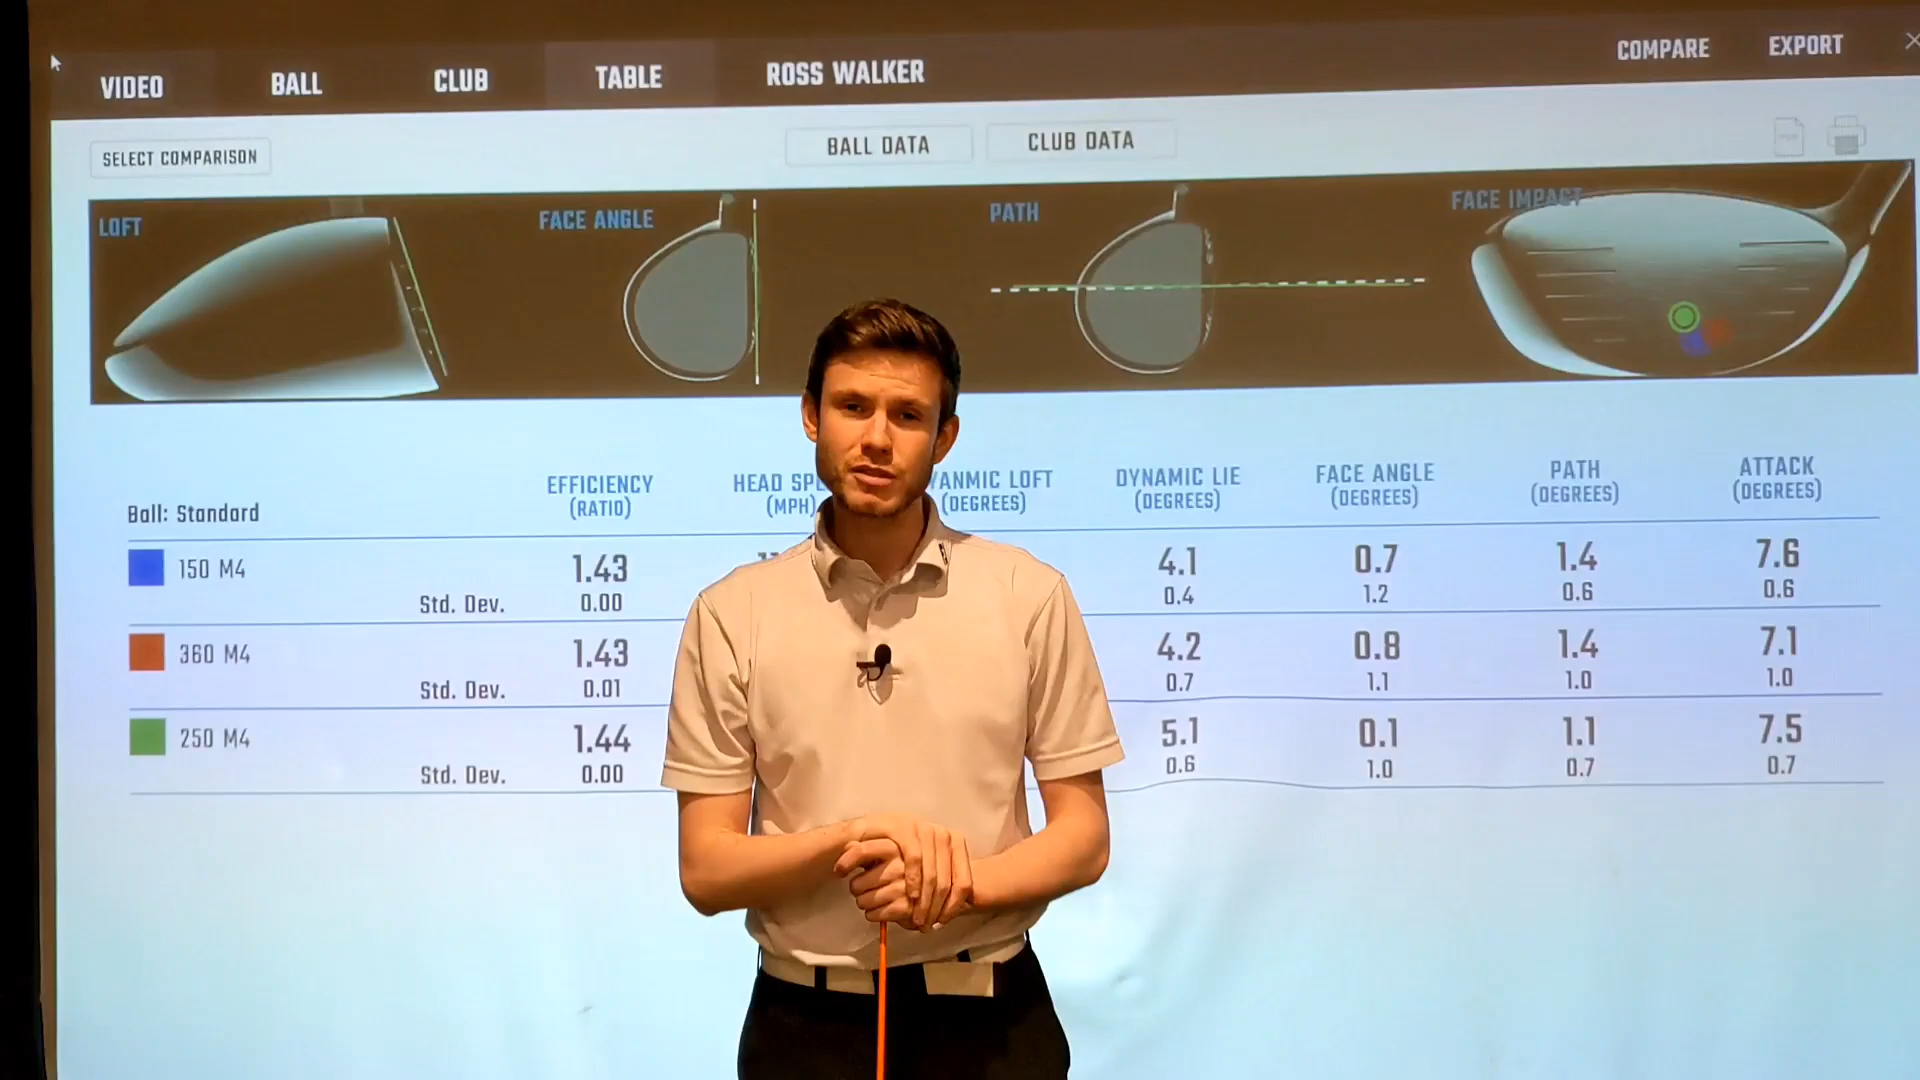 VIDEO BALL CLUB TABLE ROSS WALKER COMPARE EXPORT
SELECT COMPARISON BALL DATA CLUB DATA
LOFT FACE ANGLE PATH FACE IMPACT
EFFICIENCY HEAD LOFT DYNAMIC LIE FACE ANGLE PATH ATTACK
Ball: Standard (RATIO) (MPH) (DEGREES) (DEGREES) (DEGREES) (DEGREES) (DEGREES)
150 M4 1.43 4.1 0.7 1.4 7.6
Std. Dev. 0.00 0.4 1.2 0.6 0.6
360 M4 1.43 4.2 0.8 1.4 7.1
Std. Dev. 0.01 0.7 1.1 1.0 1.0
250 M4 1.44 5.1 0.1 1.1 7.5
Std. Dev. 0.00 0.6 1.0 0.7 0.7